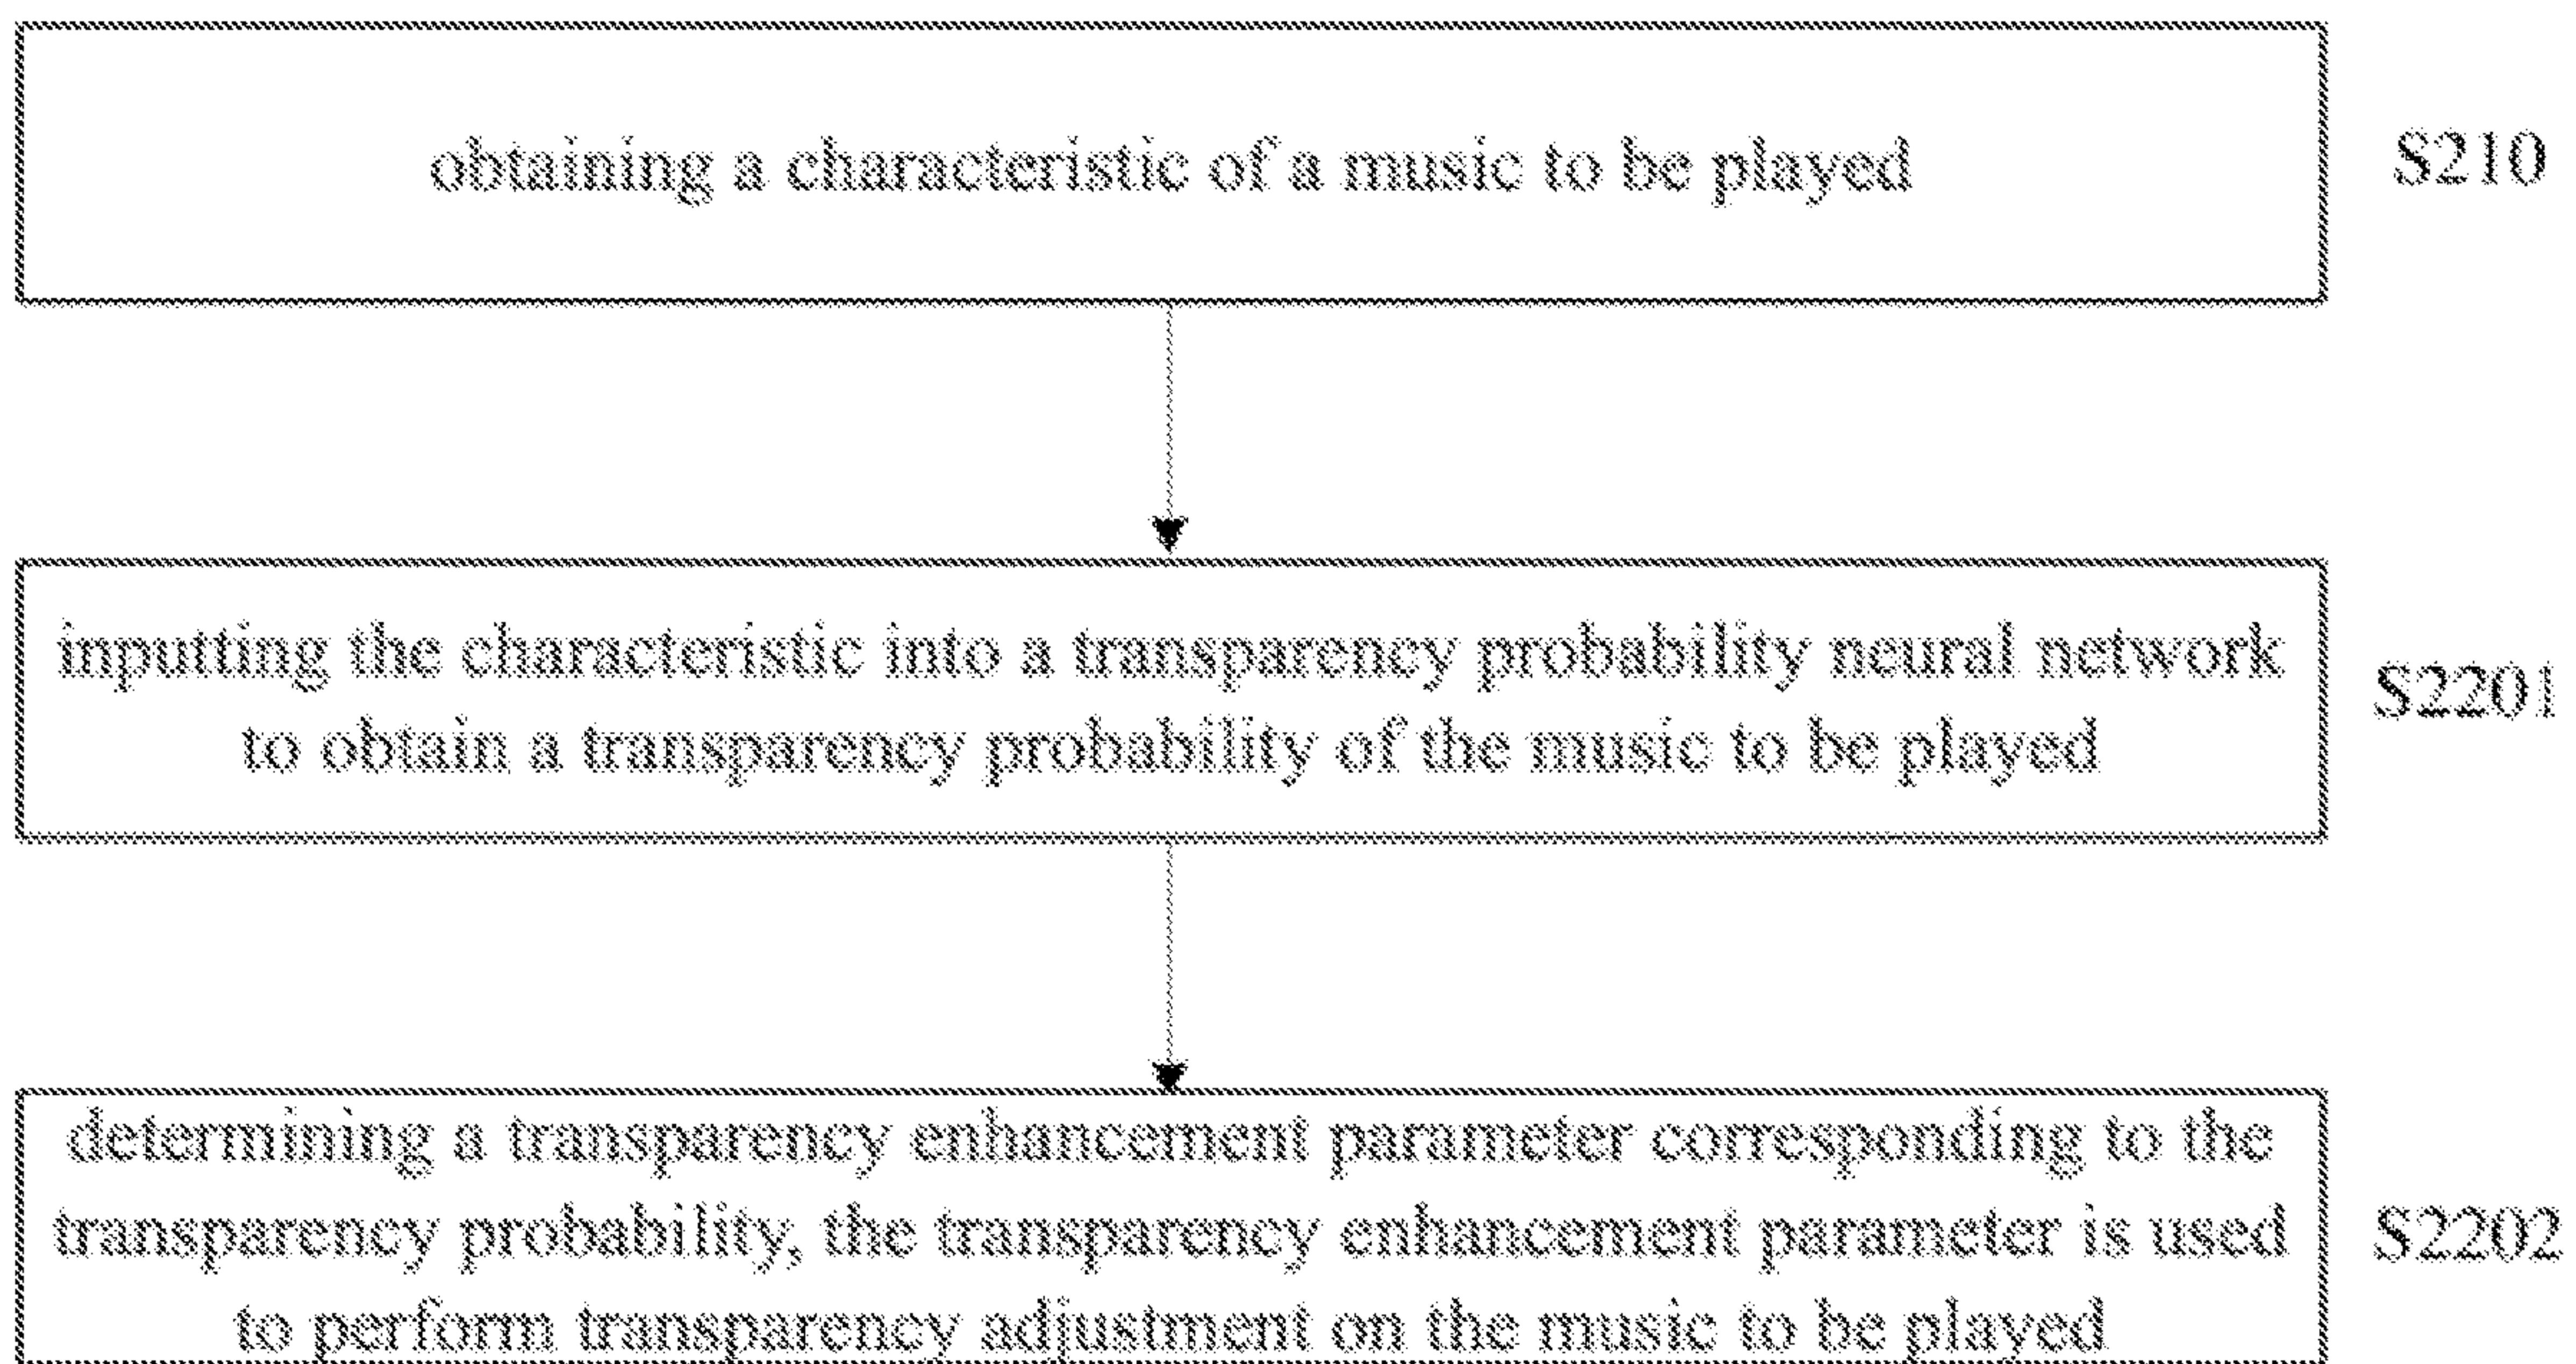 obtaining a characteristic of a music to be played
S210
inputting the characteristic into a transparency probability neural network
to obtain a transparency probability of the music to be played
S2201
determining a transparency enhancement parameter corresponding to the
transparency probability, the transparency enhancement parameter is used
to perform transparency adjustment on the music to be played
S2202